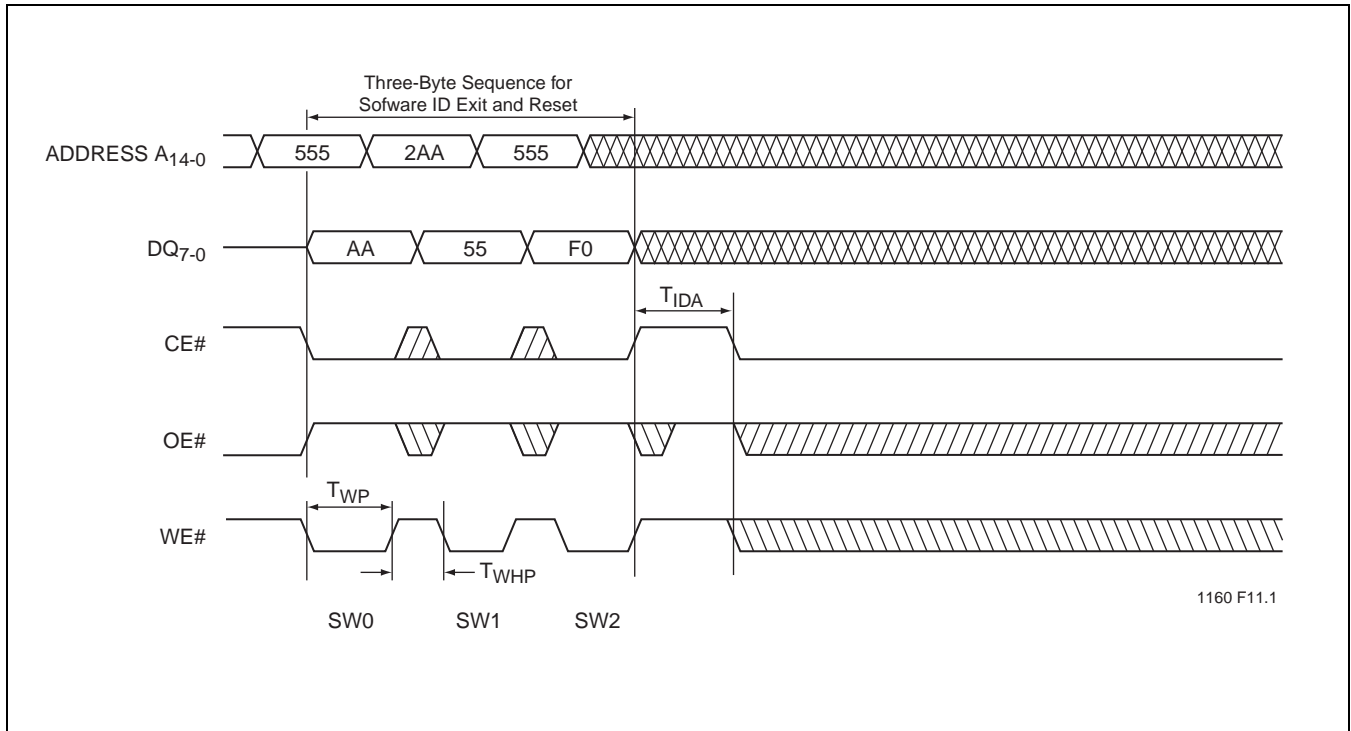 Three-Byte Sequence for
Sofware ID Exit and Reset
ADDRESS A14-0
555
2AA
555
DQ7-0
AA
55
F0
TIDA
CE#
OE#
TWP
WE#
TWHP
SW0
SW1
SW2
1160 F11.1